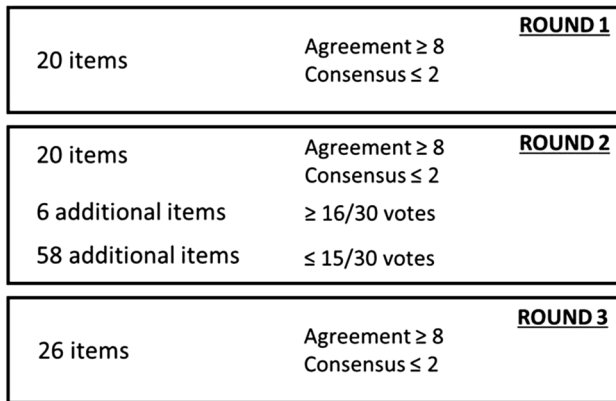 ROUND 1
20 items
Agreement ≥ 8
Consensus ≤ 2
ROUND 2
20 items
Agreement ≥ 8
Consensus ≤ 2
6 additional items
≥ 16/30 votes
58 additional items
≤ 15/30 votes
ROUND 3
26 items
Agreement ≥ 8
Consensus ≤ 2